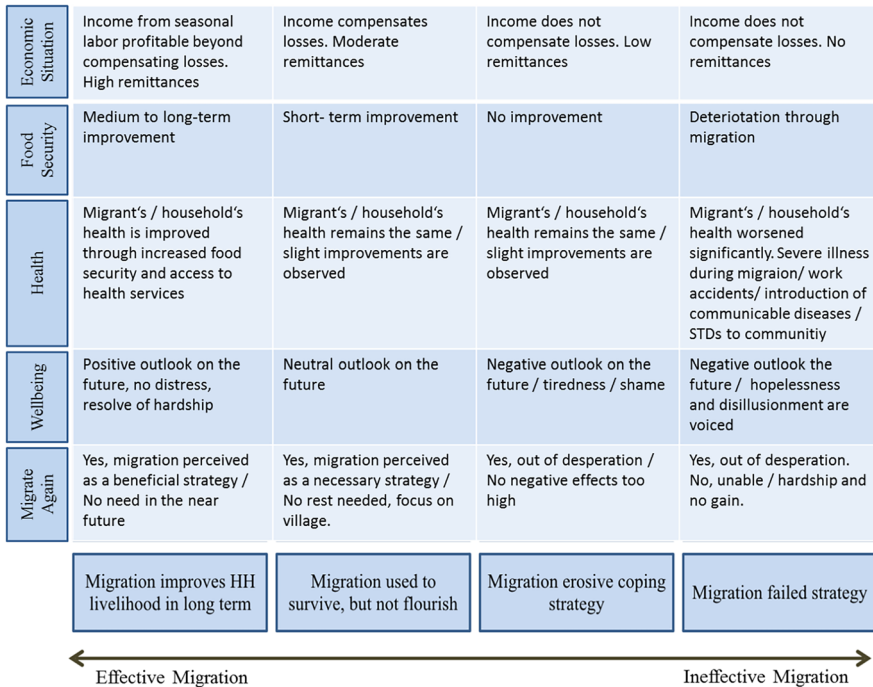 Economic
Situation
Income from seasonal
labor profitable beyond
compensating losses.
High remittances
Income compensates
losses. Moderate
remittances
Income does not
compensate losses. Low
remittances
Income does not
compensate losses. No
remittances
Food
Security
Medium to long-term
improvement
Short- term improvement
No improvement
Deteriotation through
migration
Health
Migrant‘s / household‘s
health is improved
through increased food
security and access to
health services
Migrant‘s / household‘s
health remains the same /
slight improvements are
observed
Migrant‘s / household‘s
health remains the same /
slight improvements are
observed
Migrant‘s / household‘s
health worsened
significantly. Severe illness
during migraion/ work
accidents/ introduction of
communicable diseases /
STDs to communitiy
Wellbeing
Positive outlook on the
future, no distress,
resolve of hardship
Neutral outlook on the
future
Negative outlook on the
future / tiredness / shame
Negative outlook the
future / hopelessness
and disillusionment are
voiced
Migrate
Again
Yes, migration perceived
as a beneficial strategy /
No need in the near
future
Yes, migration perceived
as a necessary strategy /
No rest needed, focus on
village.
Yes, out of desperation /
No negative effects too
high
Yes, out of desperation.
No, unable / hardship and
no gain.
Migration improves HH
livelihood in long term
Migration used to
survive, but not flourish
Migration erosive coping
strategy
Migration failed strategy
Effective Migration
Ineffective Migration